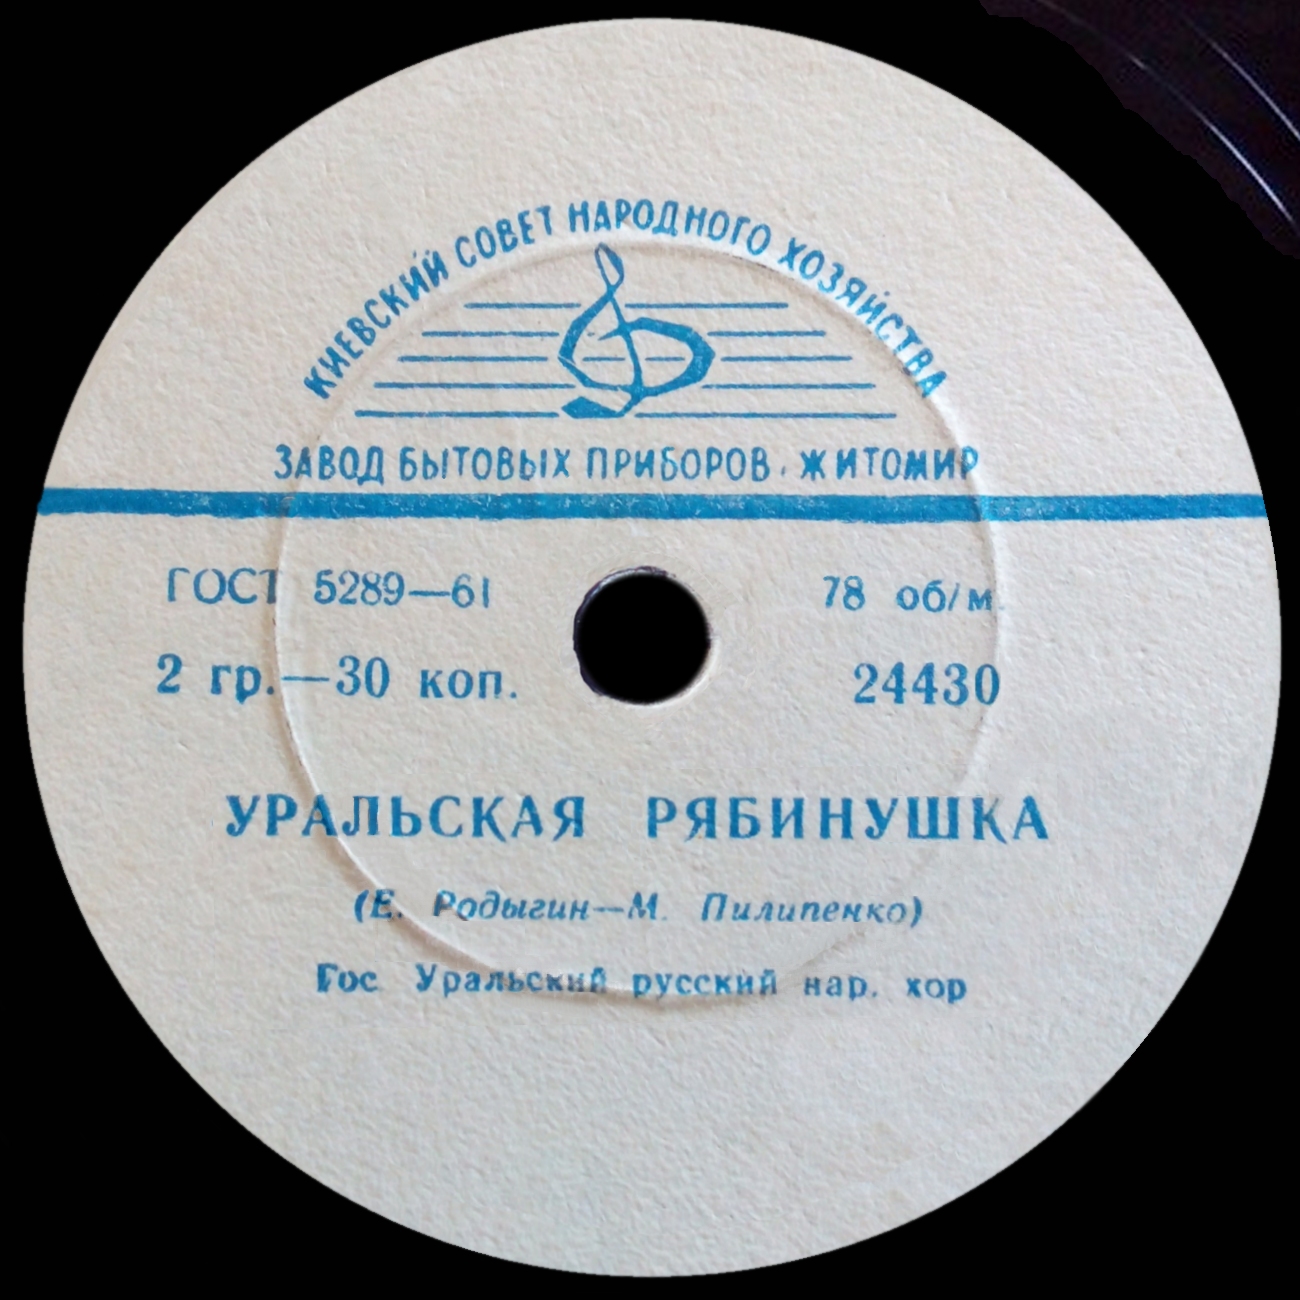 КИЕВСКИЙ СОВЕТ НАРОДНОГО ХОЗЯЙСТВА
ЗАВОД БЫТОВЫХ ПРИБОРОВ · ЖИТОМИР
ГОСТ 5289—61 78 об/м.
2 гр.—30 коп. 24430
УРАЛЬСКАЯ РЯБИНУШКА
(Е. Родыгин—М. Пилипенко)
Гос. Уральский русский нар. хор